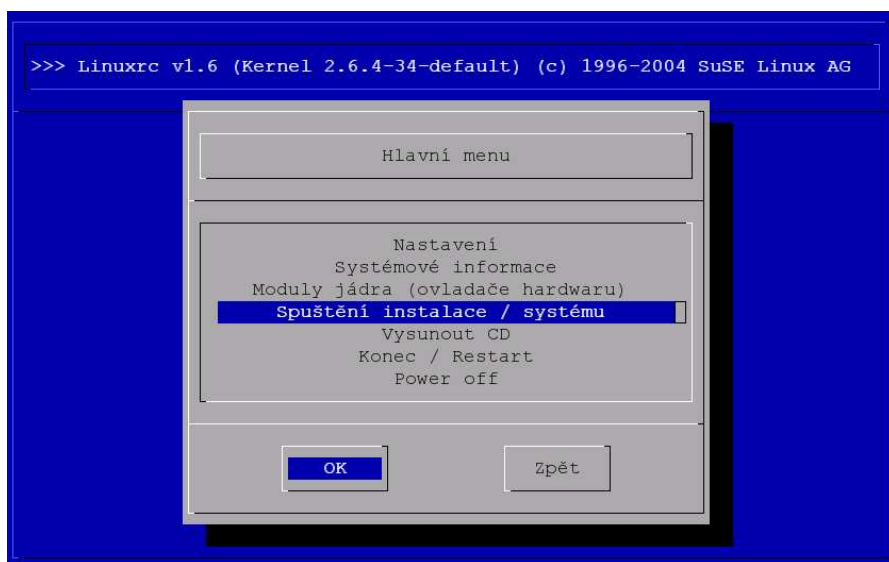 >>> Linuxrc v1.6 (Kernel 2.6.4-34-default) (c) 1996-2004 SuSE Linux AG
Hlavní menu
Nastavení
Systémové informace
Moduly jádra (ovladače hardwaru)
Spuštění instalace / systému
Vysunout CD
Konec / Restart
Power off
OK
Zpět